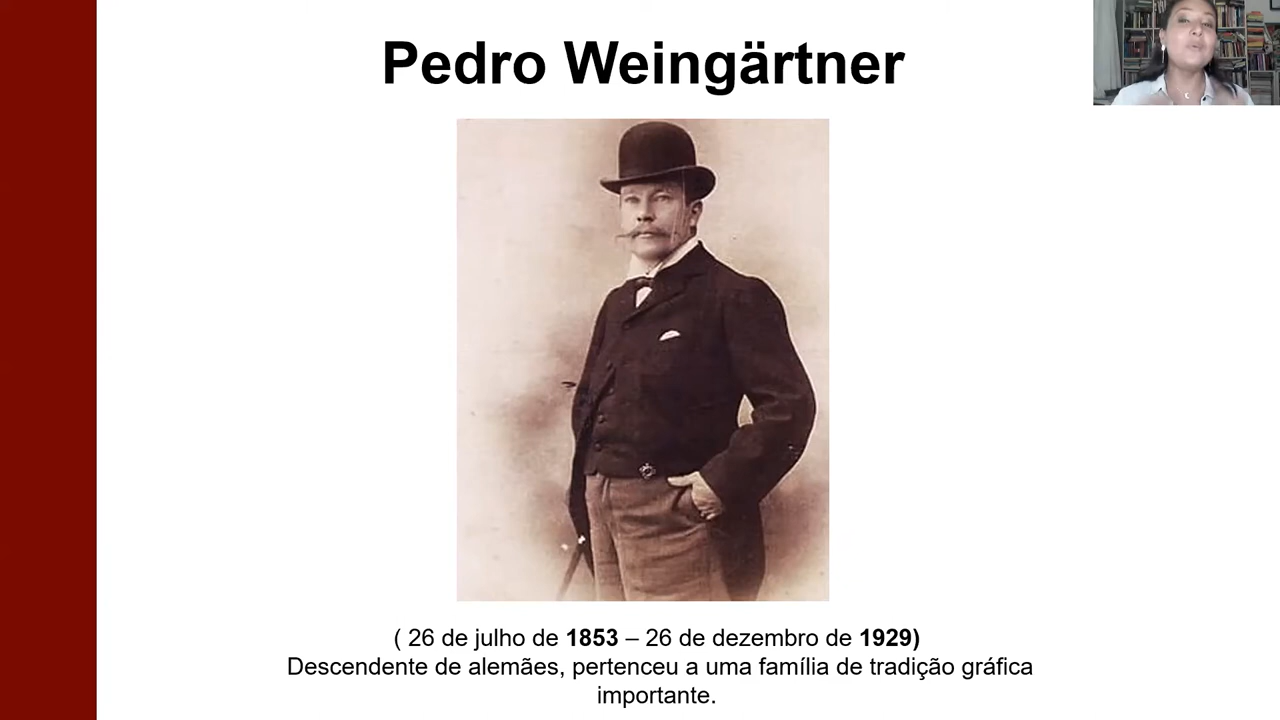 Pedro Weingärtner
( 26 de julho de 1853 – 26 de dezembro de 1929)
Descendente de alemães, pertenceu a uma família de tradição gráfica
importante.